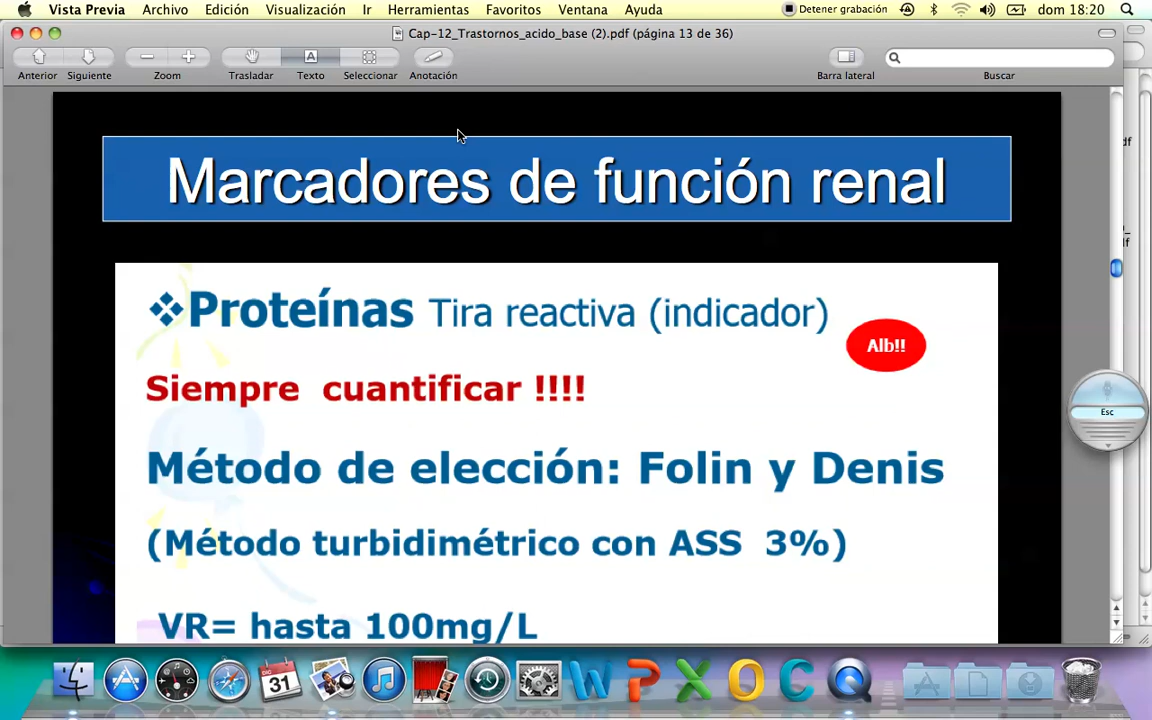 Vista Previa Archivo Edición Visualización Ir Herramientas Favoritos Ventana Ayuda Detener grabación dom 18:20
Cap-12_Trastornos_acido_base (2).pdf (página 13 de 36)
Anterior Siguiente Zoom Trasladar Texto Seleccionar Anotación Barra lateral Buscar
Marcadores de función renal
Proteínas Tira reactiva (indicador)
Alb!!
Siempre cuantificar !!!!
Método de elección: Folin y Denis
(Método turbidimétrico con ASS 3%)
VR= hasta 100mg/L
Esc
31